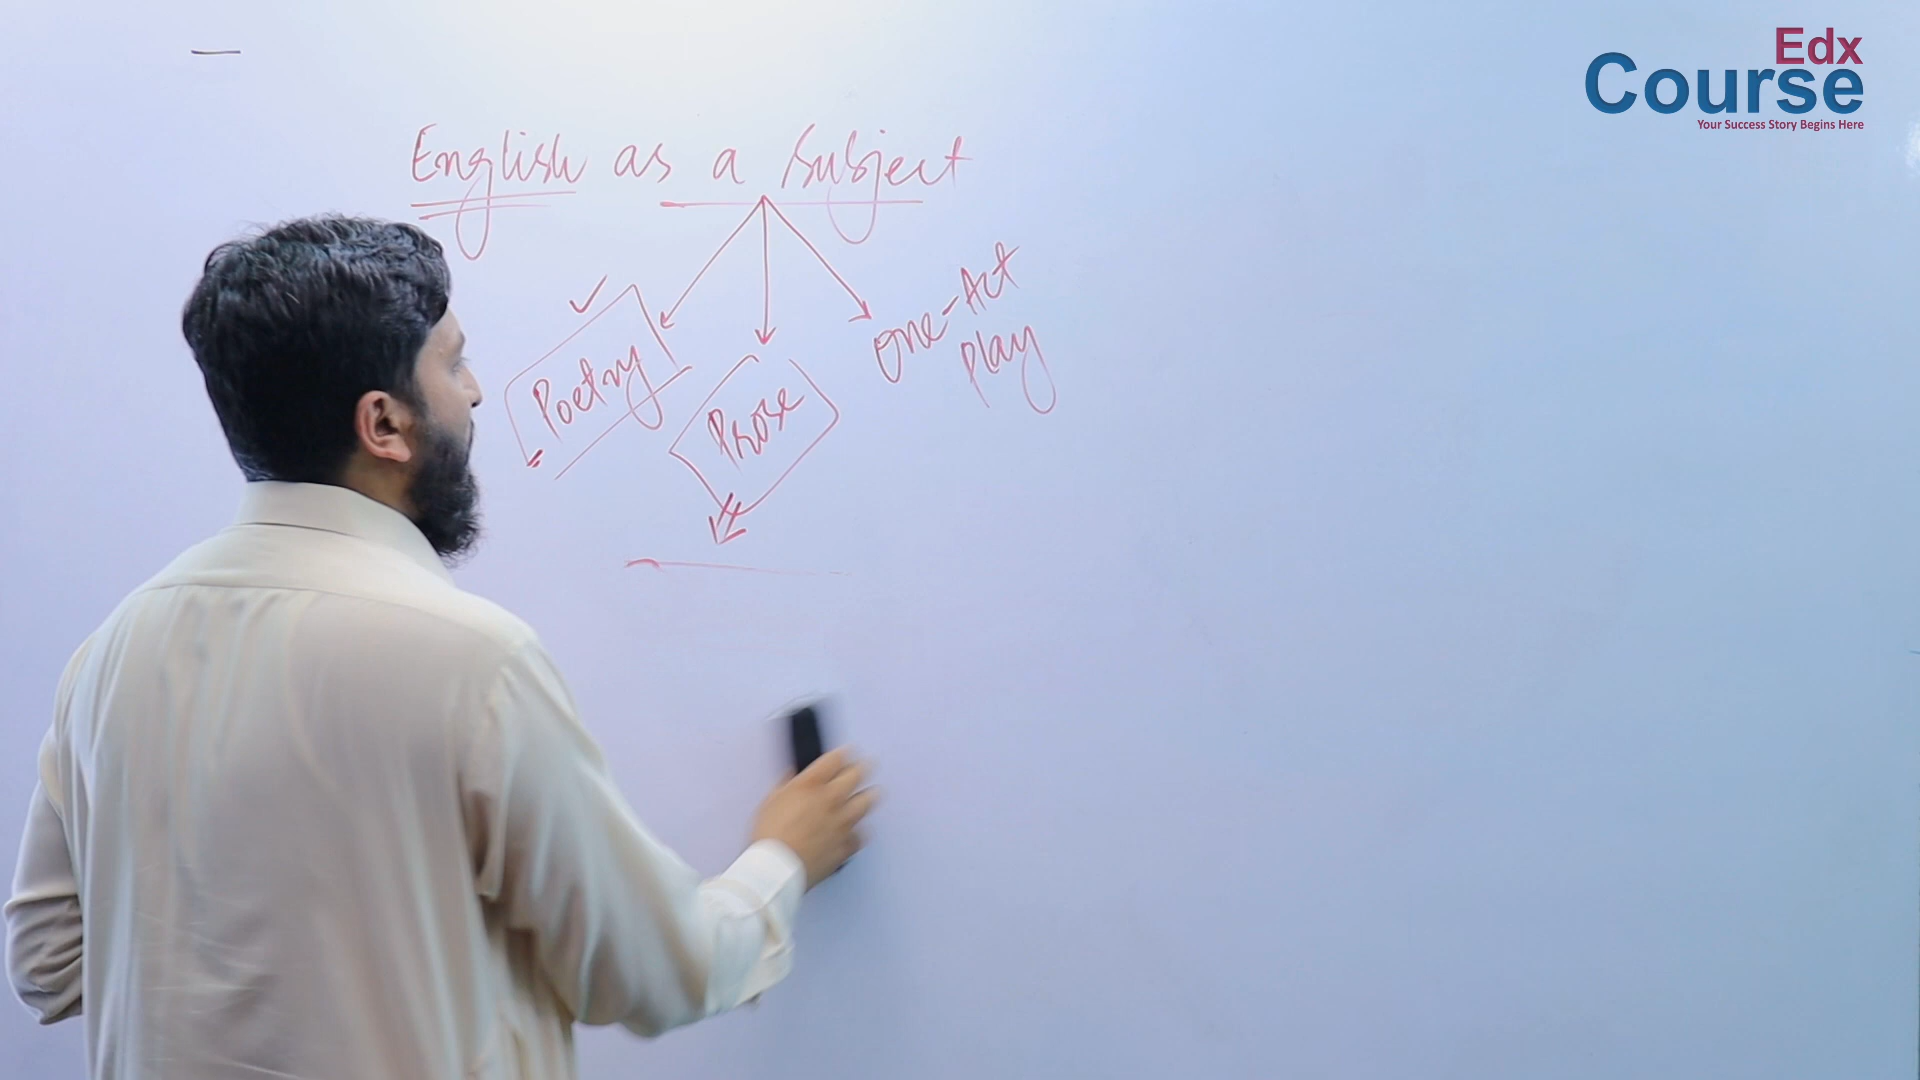 Edx
Course
Your Success Story Begins Here
English as a Subject
Poetry
Prose
One-Act
Play